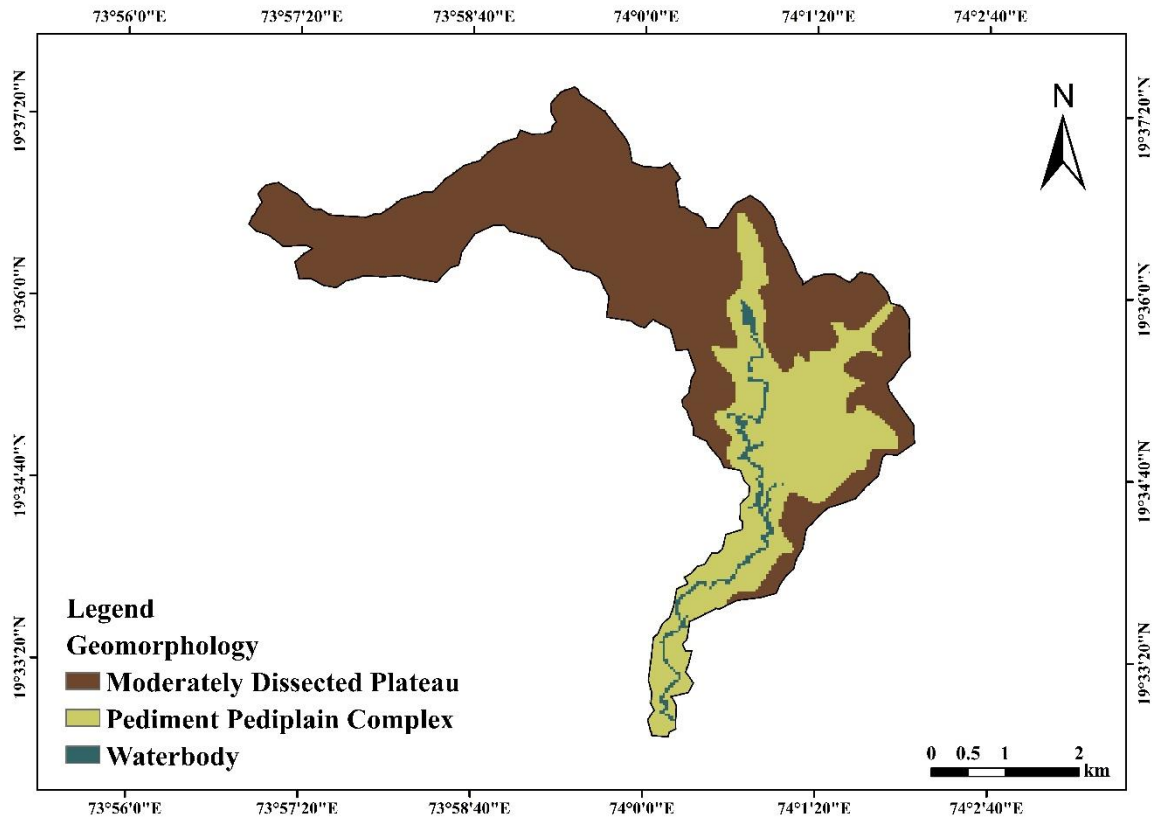 73°56'0"E 73°57'20"E 73°58'40"E 74°0'0"E 74°1'20"E 74°2'40"E
19°37'20"N
19°37'20"N
N
19°36'0"N
19°36'0"N
19°34'40"N
19°34'40"N
19°33'20"N
19°33'20"N
Legend
Geomorphology
Moderately Dissected Plateau
Pediment Pediplain Complex
Waterbody
0 0.5 1 2
km
73°56'0"E 73°57'20"E 73°58'40"E 74°0'0"E 74°1'20"E 74°2'40"E